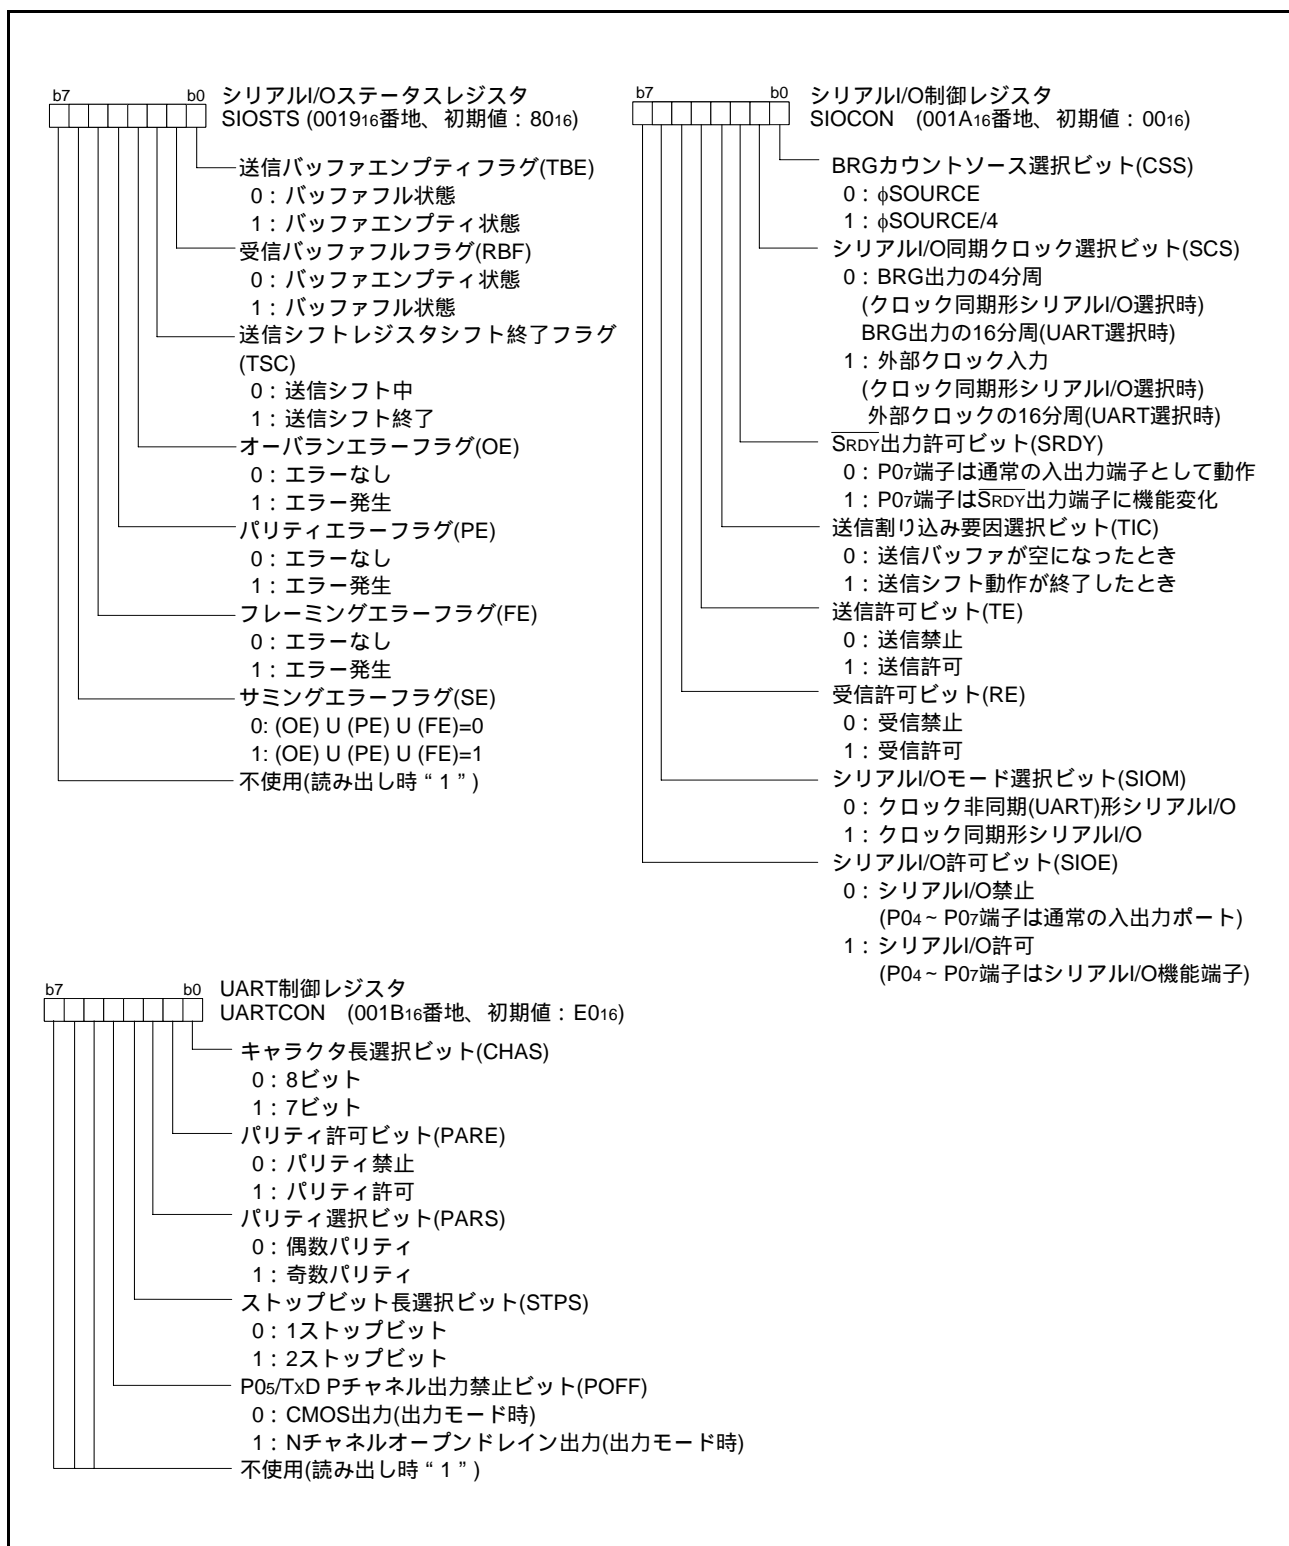 b7 b0 シリアルI/Oステータスレジスタ
SIOSTS (001916番地、初期値：8016)
送信バッファエンプティフラグ(TBE)
0：バッファフル状態
1：バッファエンプティ状態
受信バッファフルフラグ(RBF)
0：バッファエンプティ状態
1：バッファフル状態
送信シフトレジスタシフト終了フラグ
(TSC)
0：送信シフト中
1：送信シフト終了
オーバランエラーフラグ(OE)
0：エラーなし
1：エラー発生
パリティエラーフラグ(PE)
0：エラーなし
1：エラー発生
フレーミングエラーフラグ(FE)
0：エラーなし
1：エラー発生
サミングエラーフラグ(SE)
0: (OE) U (PE) U (FE)=0
1: (OE) U (PE) U (FE)=1
不使用(読み出し時“1”)
b7 b0 シリアルI/O制御レジスタ
SIOCON (001A16番地、初期値：0016)
BRGカウントソース選択ビット(CSS)
0：φSOURCE
1：φSOURCE/4
シリアルI/O同期クロック選択ビット(SCS)
0：BRG出力の4分周
(クロック同期形シリアルI/O選択時)
BRG出力の16分周(UART選択時)
1：外部クロック入力
(クロック同期形シリアルI/O選択時)
外部クロックの16分周(UART選択時)
SRDY出力許可ビット(SRDY)
0：P07端子は通常の入出力端子として動作
1：P07端子はSRDY出力端子に機能変化
送信割り込み要因選択ビット(TIC)
0：送信バッファが空になったとき
1：送信シフト動作が終了したとき
送信許可ビット(TE)
0：送信禁止
1：送信許可
受信許可ビット(RE)
0：受信禁止
1：受信許可
シリアルI/Oモード選択ビット(SIOM)
0：クロック非同期(UART)形シリアルI/O
1：クロック同期形シリアルI/O
シリアルI/O許可ビット(SIOE)
0：シリアルI/O禁止
(P04~P07端子は通常の入出力ポート)
1：シリアルI/O許可
(P04~P07端子はシリアルI/O機能端子)
b7 b0 UART制御レジスタ
UARTCON (001B16番地、初期値：E016)
キャラクタ長選択ビット(CHAS)
0：8ビット
1：7ビット
パリティ許可ビット(PARE)
0：パリティ禁止
1：パリティ許可
パリティ選択ビット(PARS)
0：偶数パリティ
1：奇数パリティ
ストップビット長選択ビット(STPS)
0：1ストップビット
1：2ストップビット
P05/TXD Pチャネル出力禁止ビット(POFF)
0：CMOS出力(出力モード時)
1：Nチャネルオープンドレイン出力(出力モード時)
不使用(読み出し時“1”)